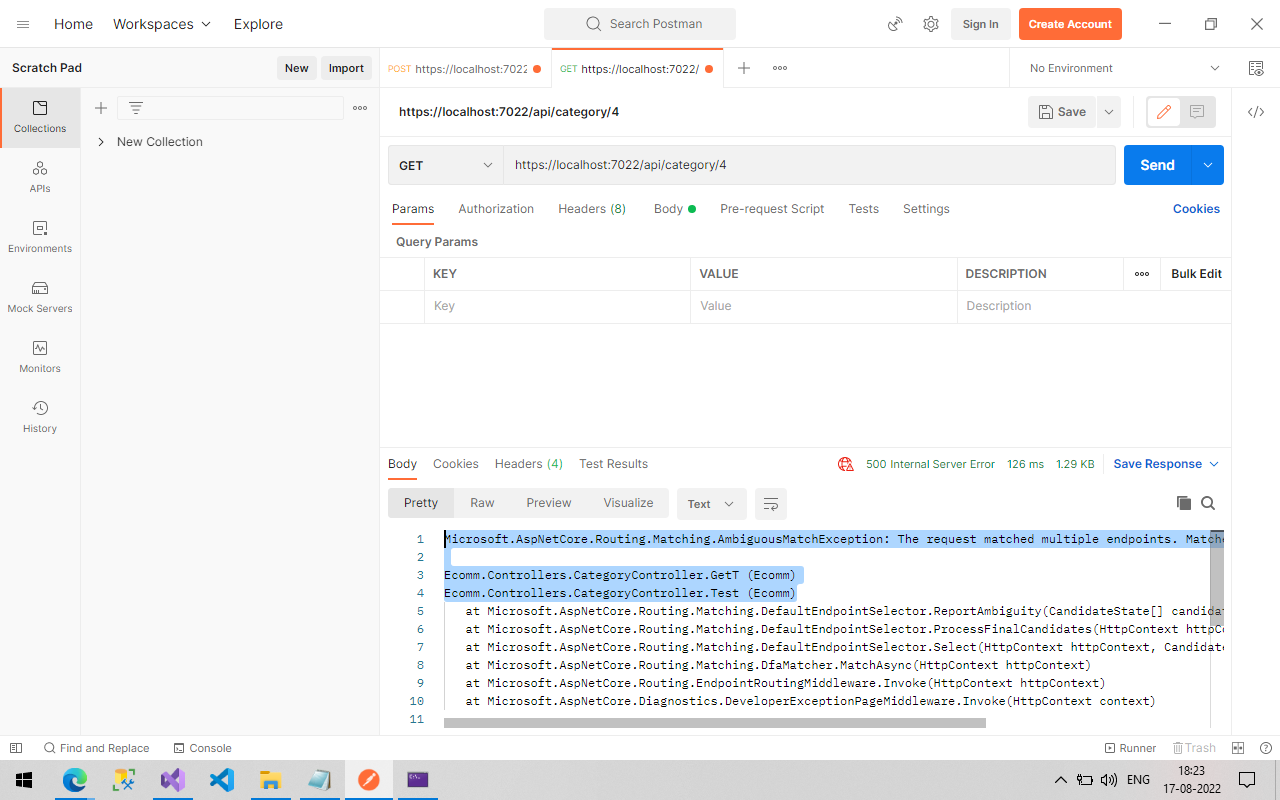 Home Workspaces Explore Search Postman Sign In Create Account
Scratch Pad New Import POST https://localhost:7022 GET https://localhost:7022/ No Environment
https://localhost:7022/api/category/4 Save
Collections
New Collection
APIs
Environments
Mock Servers
Monitors
History
GET https://localhost:7022/api/category/4 Send
Params Authorization Headers (8) Body Pre-request Script Tests Settings Cookies
Query Params
KEY VALUE DESCRIPTION Bulk Edit
Key Value Description
Body Cookies Headers (4) Test Results 500 Internal Server Error 126 ms 1.29 KB Save Response
Pretty Raw Preview Visualize Text
1 Microsoft.AspNetCore.Routing.Matching.AmbiguousMatchException: The request matched multiple endpoints. Matche
2
3 Ecomm.Controllers.CategoryController.GetT (Ecomm)
4 Ecomm.Controllers.CategoryController.Test (Ecomm)
5 at Microsoft.AspNetCore.Routing.Matching.DefaultEndpointSelector.ReportAmbiguity(CandidateState[] candidat
6 at Microsoft.AspNetCore.Routing.Matching.DefaultEndpointSelector.ProcessFinalCandidates(HttpContext httpCo
7 at Microsoft.AspNetCore.Routing.Matching.DefaultEndpointSelector.Select(HttpContext httpContext, Candidate
8 at Microsoft.AspNetCore.Routing.Matching.DfaMatcher.MatchAsync(HttpContext httpContext)
9 at Microsoft.AspNetCore.Routing.EndpointRoutingMiddleware.Invoke(HttpContext httpContext)
10 at Microsoft.AspNetCore.Diagnostics.DeveloperExceptionPageMiddleware.Invoke(HttpContext context)
11
Find and Replace Console Runner Trash
ENG 18:23
17-08-2022